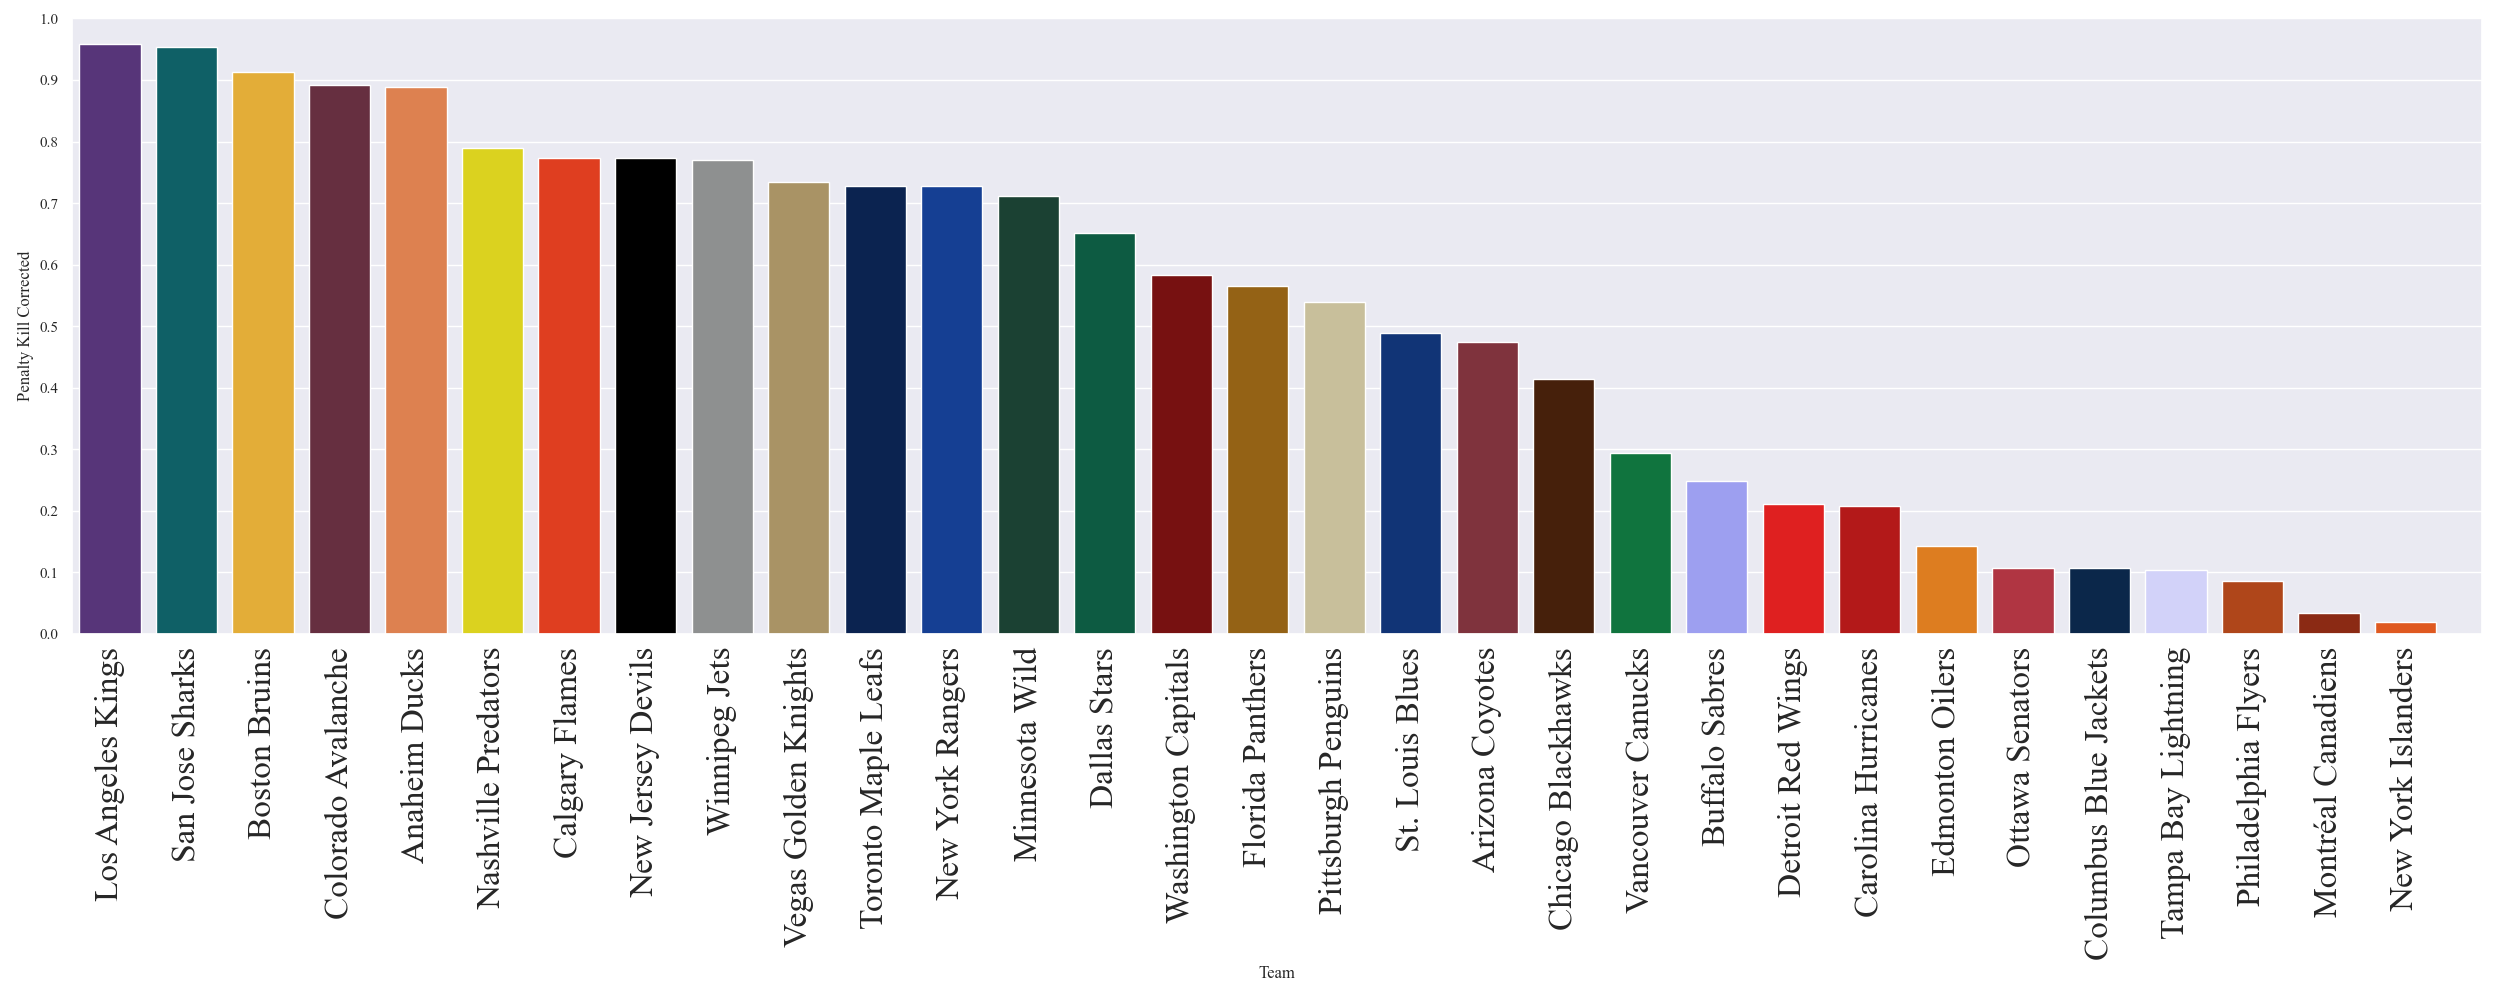 1.0
0.9
0.8
0.7
0.6
0.5
0.4
0.3
0.2
0.1
0.0
Penalty Kill Corrected
Los Angeles Kings
San Jose Sharks
Boston Bruins
Colorado Avalanche
Anaheim Ducks
Nashville Predators
Calgary Flames
New Jersey Devils
Winnipeg Jets
Vegas Golden Knights
Toronto Maple Leafs
New York Rangers
Minnesota Wild
Dallas Stars
Washington Capitals
Florida Panthers
Pittsburgh Penguins
St. Louis Blues
Arizona Coyotes
Chicago Blackhawks
Vancouver Canucks
Buffalo Sabres
Detroit Red Wings
Carolina Hurricanes
Edmonton Oilers
Ottawa Senators
Columbus Blue Jackets
Tampa Bay Lightning
Philadelphia Flyers
Montréal Canadiens
New York Islanders
Team